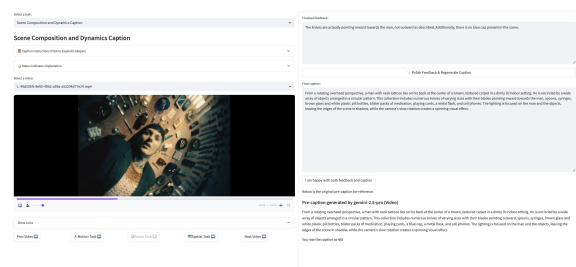 Select a task:
Scene Composition and Dynamics Caption
Scene Composition and Dynamics Caption
Caption Instructions (Click to Expand/Collapse)
Status Indicator Explanation
Select a video:
Show Links
Prev Video
Motion Task
Spatial Task
Next Video
Finalized feedback:
The knives are actually pointing inward towards the man, not outward as described. Additionally, there is no blue cap present in the scene.
Polish Feedback & Regenerate Caption
Final caption:
From a rotating overhead perspective, a man with neck tattoos lies on his back at the center of a brown, textured carpet in a dimly lit indoor setting. He is encircled by a wide
array of objects arranged in a circular pattern. This collection includes numerous knives of varying sizes with their blades pointing inward towards the man, spoons, syringes,
brown glass and white plastic pill bottles, blister packs of medication, playing cards, a metal flask, and cell phones. The lighting is focused on the man and the objects,
leaving the edges of the scene in shadow, while the camera's slow rotation creates a spinning visual effect.
I am happy with both feedback and caption
Below is the original pre-caption for reference:
Pre-caption generated by gemini-2.5-pro (Video)
From a rotating overhead perspective, a man with neck tattoos lies on his back at the center of a brown, textured carpet in a dimly lit indoor setting. He is encircled by a wide
array of objects arranged in a circular pattern. This collection includes numerous knives of varying sizes with their blades pointing outward, spoons, syringes, brown glass and
white plastic pill bottles, blister packs of medication, playing cards, a blue cap, a metal flask, and cell phones. The lighting is focused on the man and the objects, leaving the
edges of the scene in shadow, while the camera's slow rotation creates a spinning visual effect.